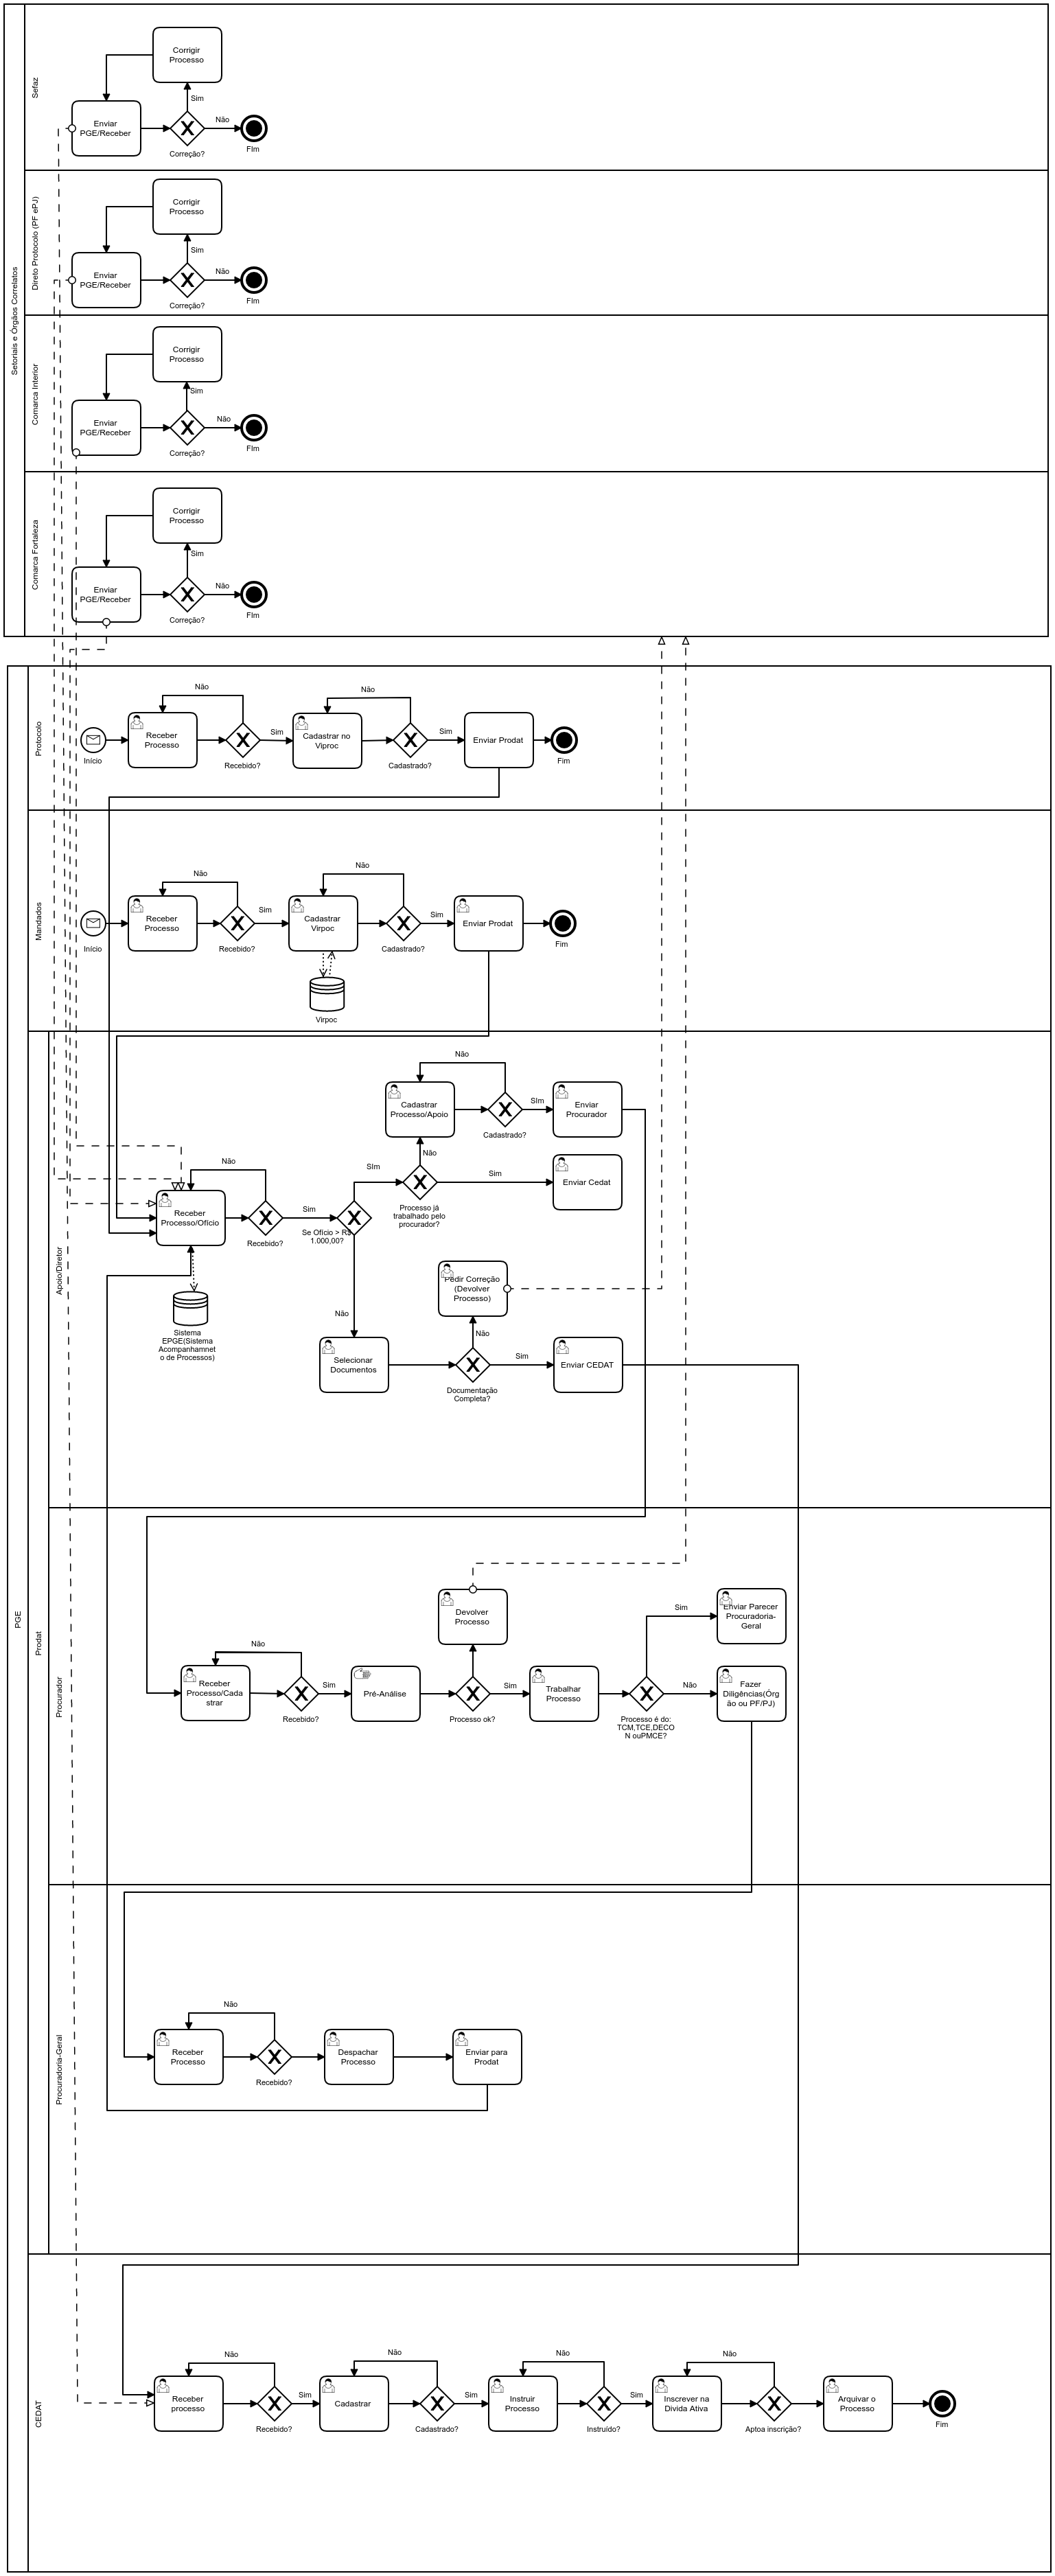 Setoriais e Órgãos Correlatos
Sefaz
Corrigir
Processo
Sim
Enviar
PGE/Receber
Não
Correção?
FIm
Direto Protocolo (PF ePJ)
Corrigir
Processo
Sim
Enviar
PGE/Receber
Não
Correção?
FIm
Comarca Interior
Corrigir
Processo
Sim
Enviar
PGE/Receber
Não
Correção?
FIm
Comarca Fortaleza
Corrigir
Processo
Sim
Enviar
PGE/Receber
Não
Correção?
FIm
PGE
Protocolo
Não
Não
Início
Receber
Processo
Sim
Recebido?
Cadastrar no
Viproc
Sim
Cadastrado?
Enviar Prodat
Fim
Mandados
Não
Não
Início
Receber
Processo
Sim
Recebido?
Cadastrar
Virpoc
Sim
Cadastrado?
Enviar Prodat
Fim
Virpoc
Prodat
Apoio/Diretor
Não
Cadastrar
Processo/Apoio
SIm
Cadastrado?
Enviar
Procurador
Não
SIm
Não
Sim
Enviar Cedat
Processo já
trabalhado pelo
procurador?
Receber
Processo/Ofício
Sim
Recebido?
Se Ofício > R$
1.000,00?
Pedir Correção
(Devolver
Processo)
Não
Não
Sistema
EPGE(Sistema
Acompanhamnet
o de Processos)
Selecionar
Documentos
Sim
Documentação
Completa?
Enviar CEDAT
Procurador
Devolver
Processo
Sim
Enviar Parecer
Procuradoria-
Geral
Não
Receber
Processo/Cada
strar
Sim
Recebido?
Pré-Análise
Sim
Processo ok?
Trabalhar
Processo
Não
Processo é do:
TCM,TCE,DECO
N ouPMCE?
Fazer
Diligências(Órg
ão ou PF/PJ)
Procuradoria-Geral
Não
Receber
Processo
Recebido?
Despachar
Processo
Enviar para
Prodat
CEDAT
Não
Não
Não
Não
Receber
processo
Sim
Recebido?
Cadastrar
Sim
Cadastrado?
Instruir
Processo
Sim
Instruído?
Inscrever na
Divida Ativa
Aptoa inscrição?
Arquivar o
Processo
Fim